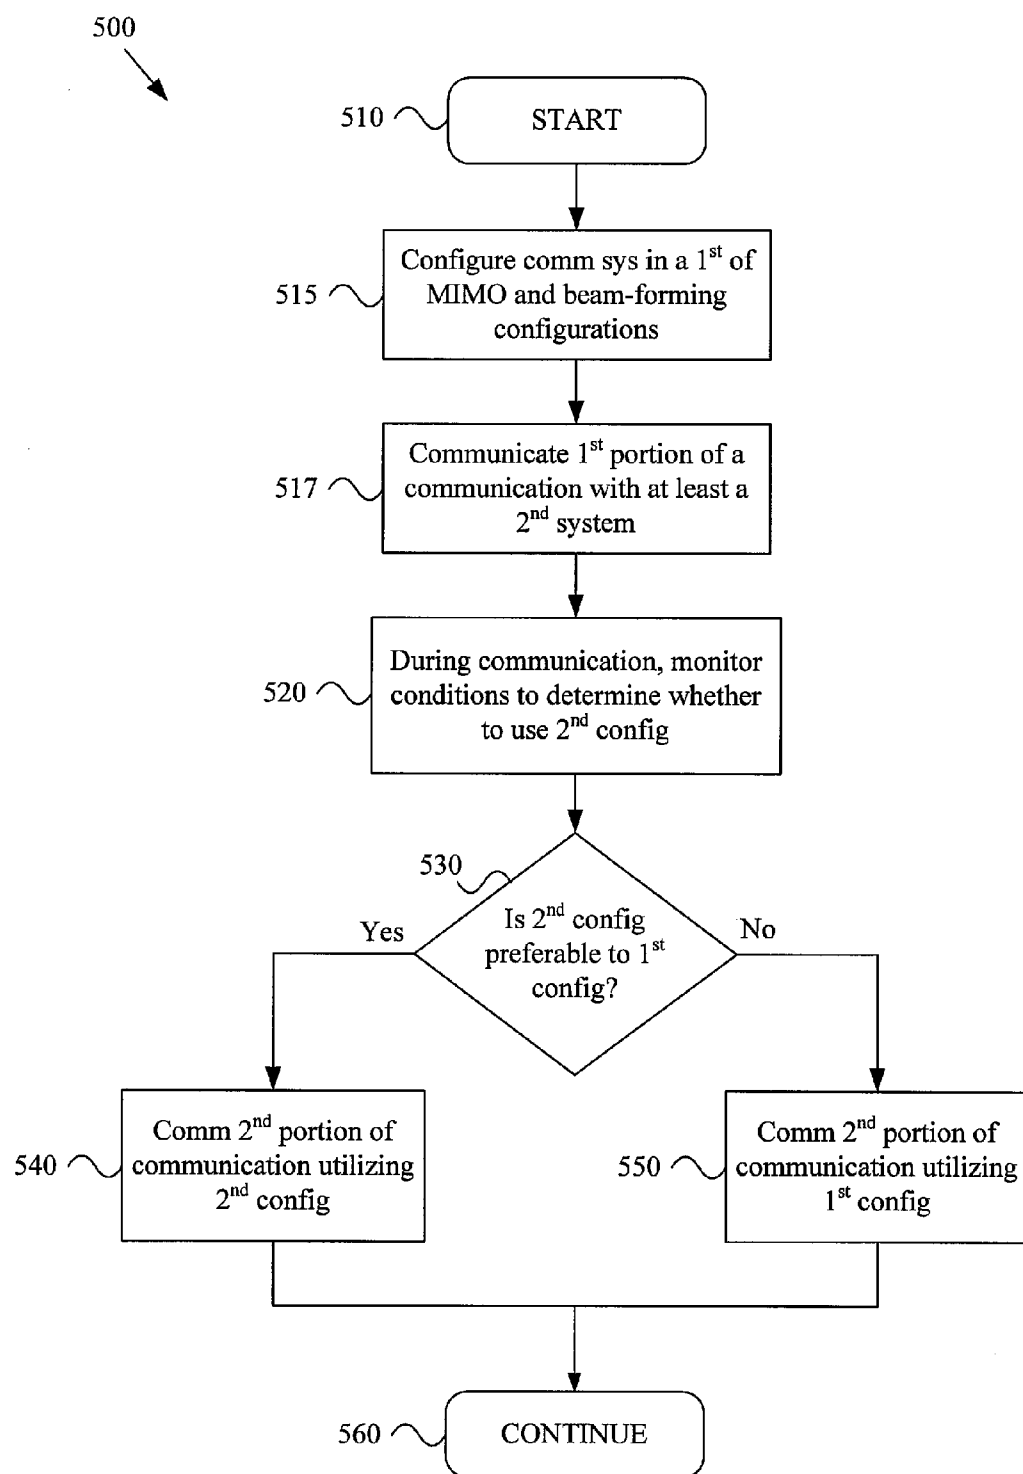 500
510
START
Configure comm sys in a 1st of
MIMO and beam-forming
configurations
515
Communicate 1st portion of a
communication with at least a
2nd system
517
During communication, monitor
conditions to determine whether
to use 2nd config
520
530
Is 2nd config
preferable to 1st
config?
Yes
No
Comm 2nd portion of
communication utilizing
2nd config
540
Comm 2nd portion of
communication utilizing
1st config
550
560
CONTINUE